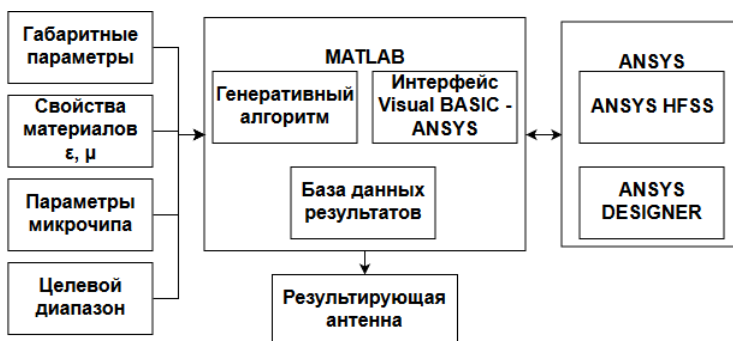 Габаритные
параметры
Свойства
материалов
ε, μ
Параметры
микрочипа
Целевой
диапазон
MATLAB
Генеративный
алгоритм
Интерфейс
Visual BASIC -
ANSYS
База данных
результатов
Результирующая
антенна
ANSYS
ANSYS HFSS
ANSYS
DESIGNER